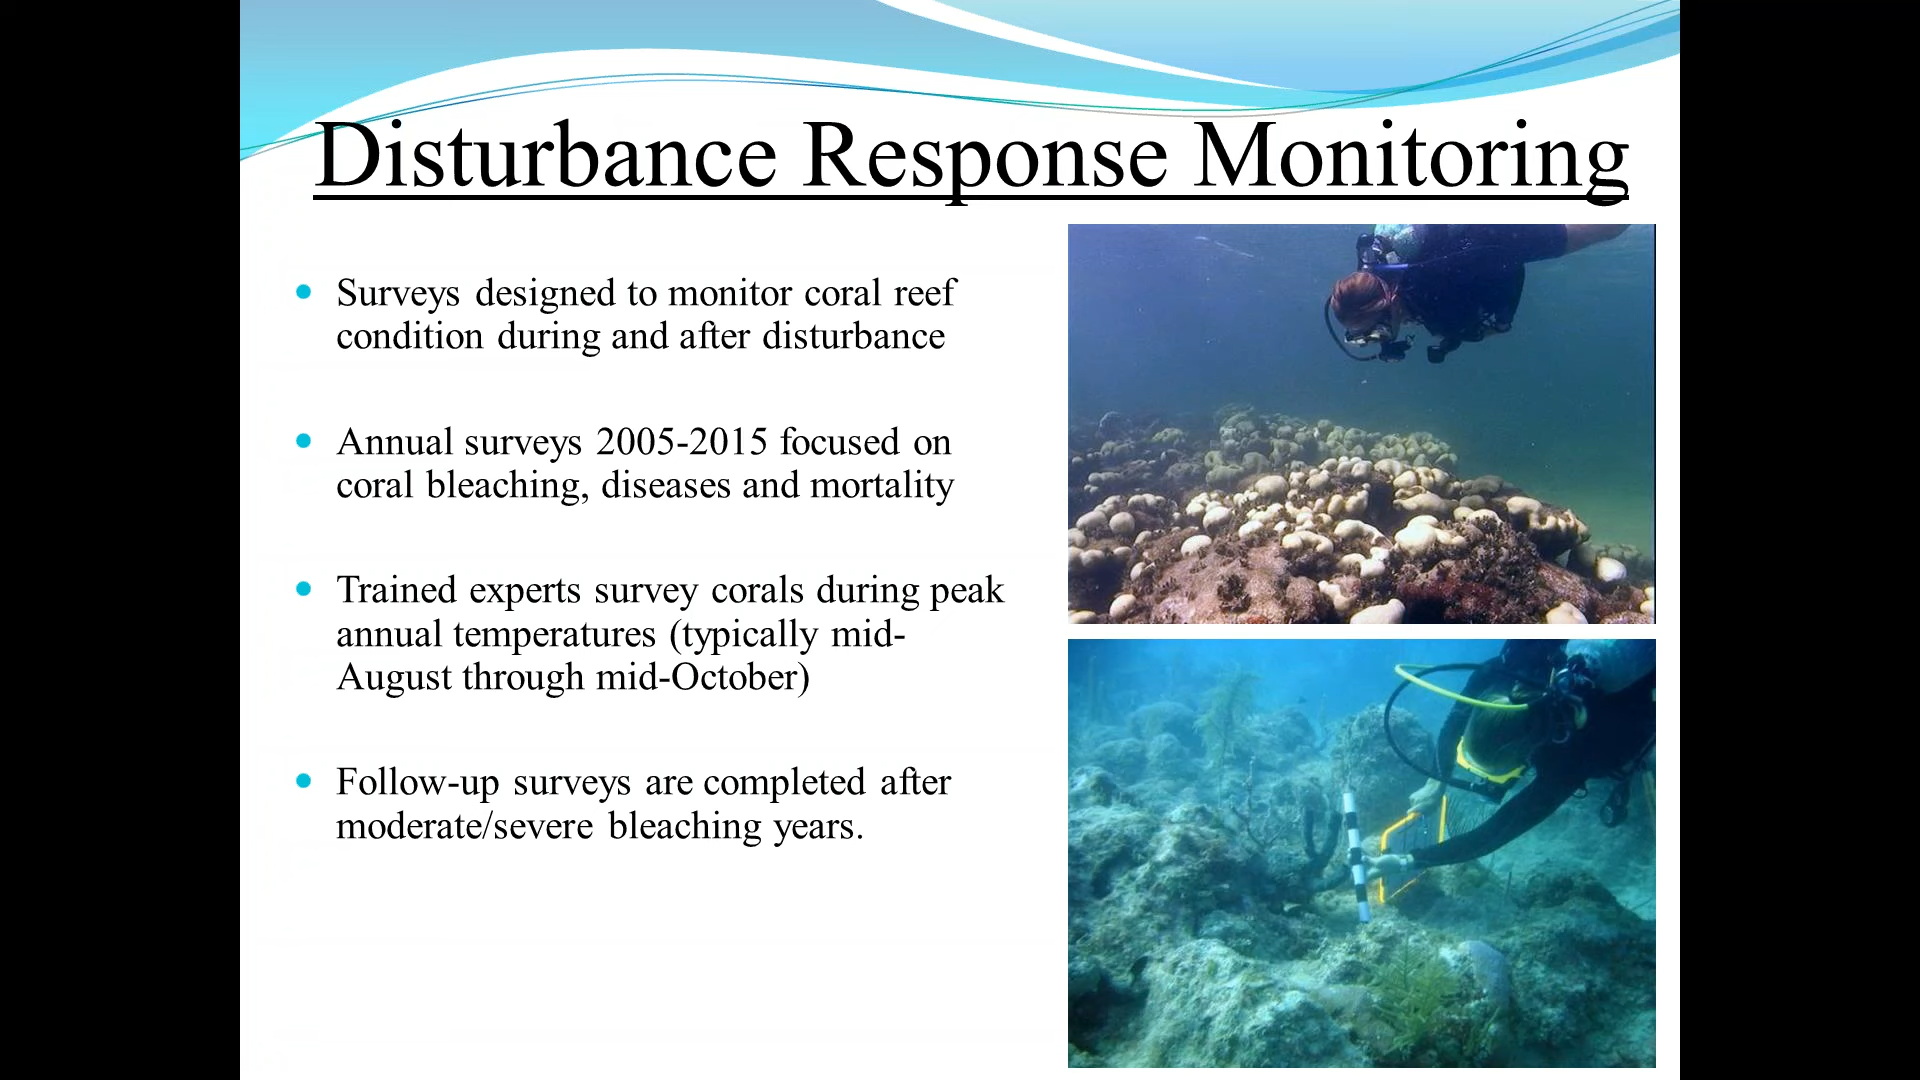 Disturbance Response Monitoring
• Surveys designed to monitor coral reef
condition during and after disturbance
• Annual surveys 2005-2015 focused on
coral bleaching, diseases and mortality
• Trained experts survey corals during peak
annual temperatures (typically mid-
August through mid-October)
• Follow-up surveys are completed after
moderate/severe bleaching years.